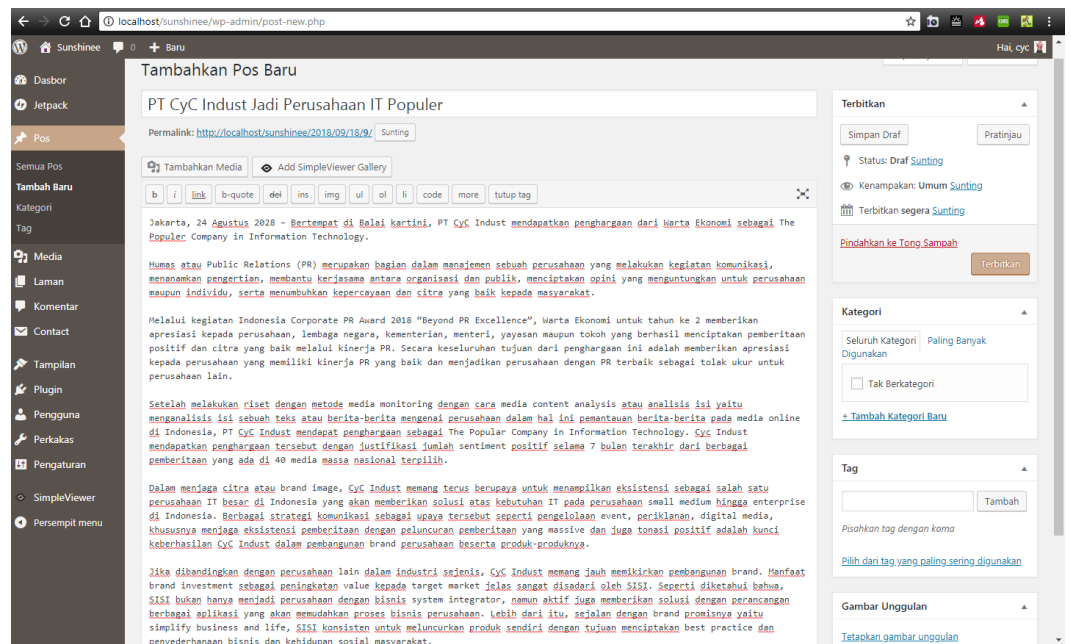 localhost/sunshinee/wp-admin/post-new.php
Sunshinee 0 + Baru
Hai, cyc
Dasbor
Jetpack
Pos
Semua Pos
Tambah Baru
Kategori
Tag
Media
Laman
Komentar
Contact
Tampilan
Plugin
Pengguna
Perkakas
Pengaturan
SimpleViewer
Persempit menu
Tambahkan Pos Baru
PT CyC Indust Jadi Perusahaan IT Populer
Permalink: http://localhost/sunshinee/2018/09/18/9/ Sunting
Tambahkan Media Add SimpleViewer Gallery
b i link b-quote del ins img ul ol li code more tutup tag
Jakarta, 24 Agustus 2028 – Bertempat di Balai kartini, PT CyC Indust mendapatkan penghargaan dari Warta Ekonomi sebagai The
Populer Company in Information Technology.
Humas atau Public Relations (PR) merupakan bagian dalam manajemen sebuah perusahaan yang melakukan kegiatan komunikasi,
menanamkan pengertian, membantu kerjasama antara organisasi dan publik, menciptakan opini yang menguntungkan untuk perusahaan
maupun individu, serta menumbuhkan kepercayaan dan citra yang baik kepada masyarakat.
Melalui kegiatan Indonesia Corporate PR Award 2018 “Beyond PR Excellence”, Warta Ekonomi untuk tahun ke 2 memberikan
apresiasi kepada perusahaan, lembaga negara, kementerian, menteri, yayasan maupun tokoh yang berhasil menciptakan pemberitaan
positif dan citra yang baik melalui kinerja PR. Secara keseluruhan tujuan dari penghargaan ini adalah memberikan apresiasi
kepada perusahaan yang memiliki kinerja PR yang baik dan menjadikan perusahaan dengan PR terbaik sebagai tolak ukur untuk
perusahaan lain.
Setelah melakukan riset dengan metode media monitoring dengan cara media content analysis atau analisis isi yaitu
menganalisis isi sebuah teks atau berita-berita mengenai perusahaan dalam hal ini pemantauan berita-berita pada media online
di Indonesia, PT CyC Indust mendapat penghargaan sebagai The Popular Company in Information Technology. Cyc Indust
mendapatkan penghargaan tersebut dengan justifikasi jumlah sentiment positif selama 7 bulan terakhir dari berbagai
pemberitaan yang ada di 40 media massa nasional terpilih.
Dalam menjaga citra atau brand image, CyC Indust memang terus berupaya untuk menampilkan eksistensi sebagai salah satu
perusahaan IT besar di Indonesia yang akan memberikan solusi atas kebutuhan IT pada perusahaan small medium hingga enterprise
di Indonesia. Berbagai strategi komunikasi sebagai upaya tersebut seperti pengelolaan event, periklanan, digital media,
khususnya menjaga eksistensi pemberitaan dengan peluncuran pemberitaan yang massive dan juga tonasi positif adalah kunci
keberhasilan CyC Indust dalam pembangunan brand perusahaan beserta produk-produknya.
Jika dibandingkan dengan perusahaan lain dalam industri sejenis, CyC Indust memang jauh memikirkan pembangunan brand. Manfaat
brand investment sebagai peningkatan value kepada target market jelas sangat disadari oleh SISI. Seperti diketahui bahwa,
SISI bukan hanya menjadi perusahaan dengan bisnis system integrator, namun aktif juga memberikan solusi dengan perancangan
berbagai aplikasi yang akan memudahkan proses bisnis perusahaan. Lebih dari itu, sejalan dengan brand promisnya yaitu
simplify business and life, SISI konsisten untuk meluncurkan produk sendiri dengan tujuan menciptakan best practice dan
penyederhanaan bisnis dan kehidupan sosial masyarakat.
Terbitkan
Simpan Draf Pratinjau
Status: Draf Sunting
Kenampakan: Umum Sunting
Terbitkan segera Sunting
Pindahkan ke Tong Sampah
Terbitkan
Kategori
Seluruh Kategori Paling Banyak
Digunakan
Tak Berkategori
+ Tambah Kategori Baru
Tag
Tambah
Pisahkan tag dengan koma
Pilih dari tag yang paling sering digunakan
Gambar Unggulan
Tetapkan gambar unggulan